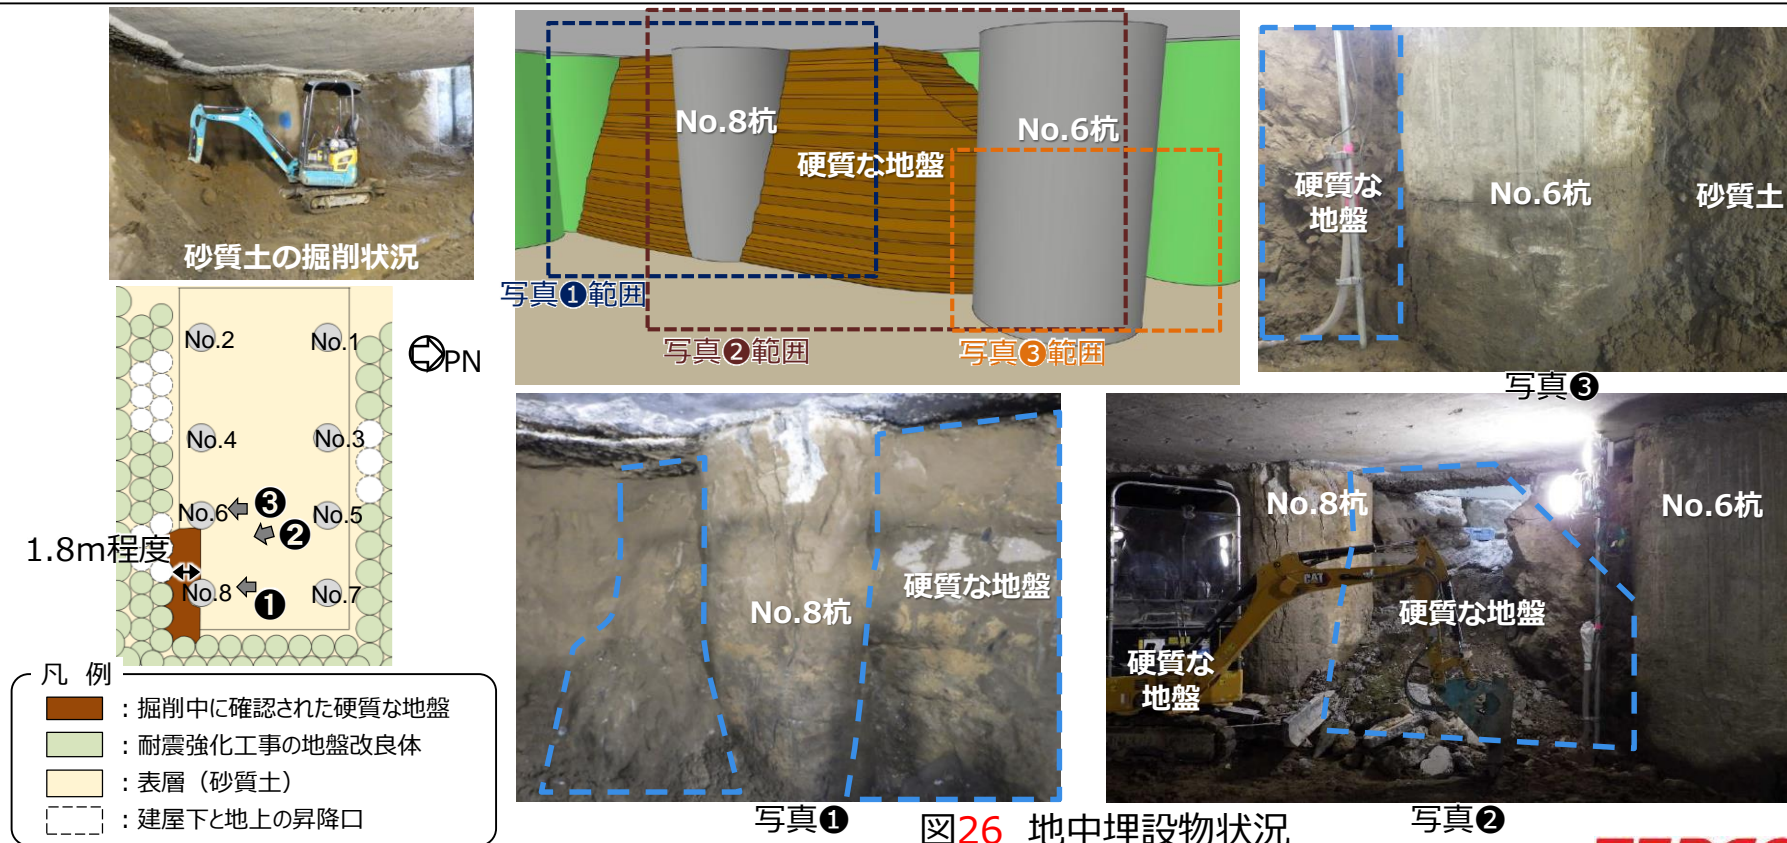 砂質土の掘削状況
No.8杭
No.6杭
硬質な地盤
写真❶範囲
写真❷範囲
写真❸範囲
硬質な
地盤
No.6杭
砂質土
写真❸
No.2
No.1
PN
No.4
No.3
No.6
❸
No.5
❷
1.8m程度
No.8
❶
No.7
凡 例
：掘削中に確認された硬質な地盤
：耐震強化工事の地盤改良体
：表層（砂質土）
：建屋下と地上の昇降口
No.8杭
硬質な地盤
写真❶
No.8杭
No.6杭
硬質な地盤
硬質な
地盤
CAT
写真❷
図26 地中埋設物状況